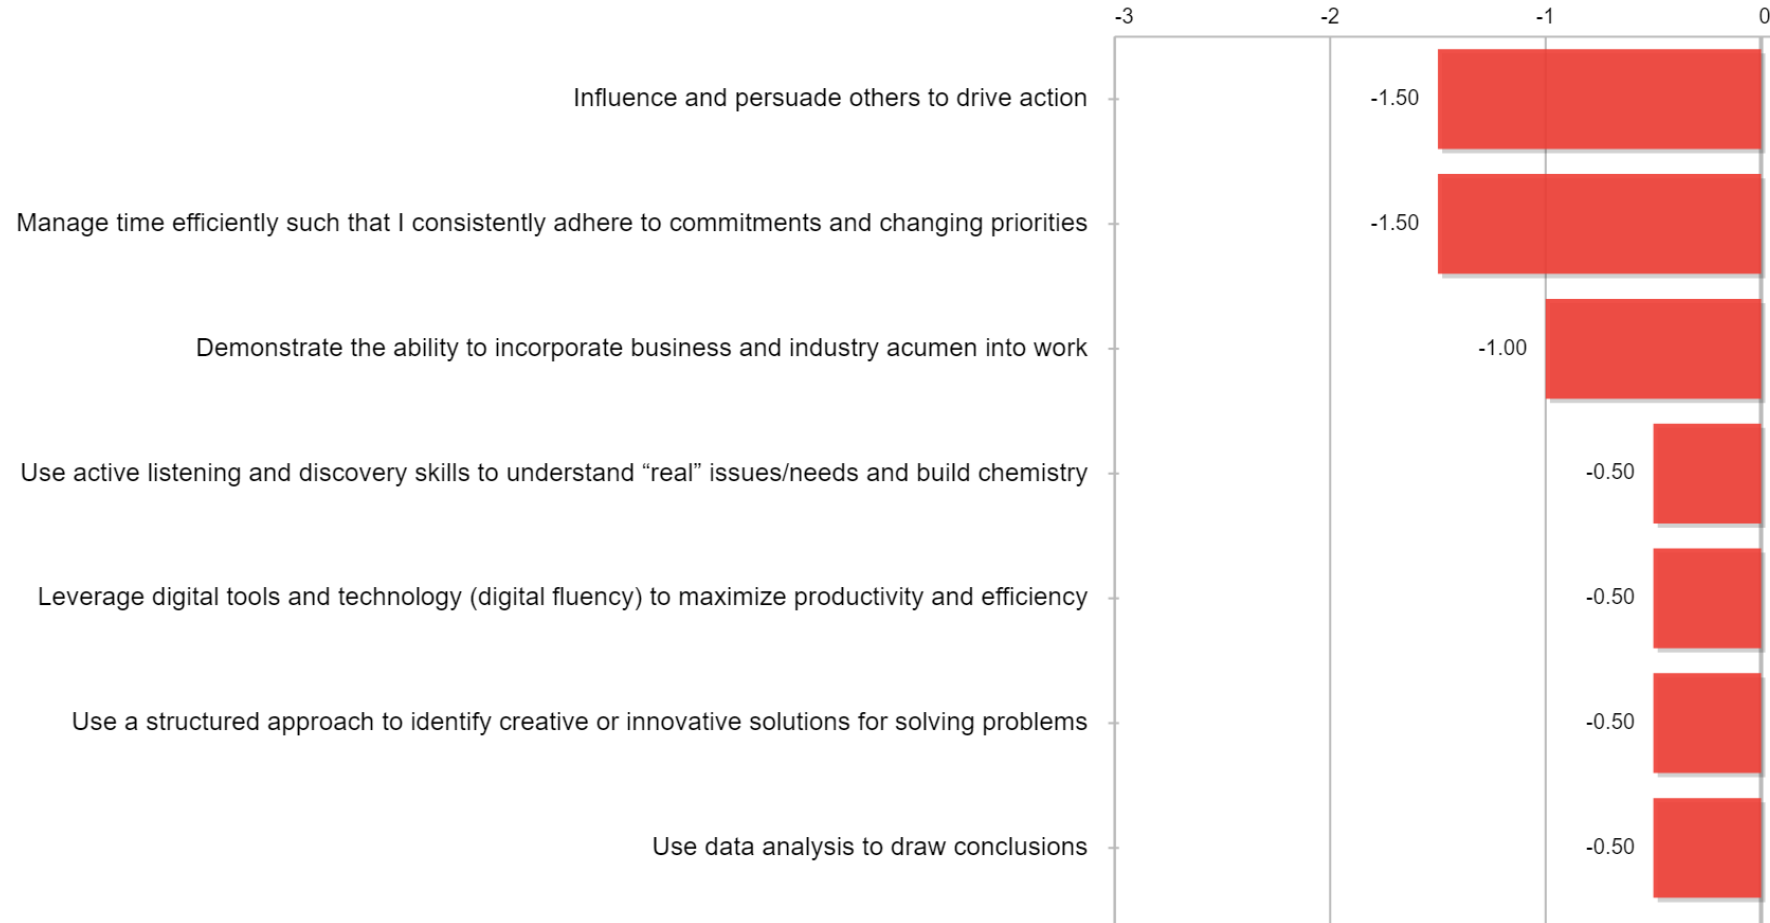 -3 -2 -1 0
Influence and persuade others to drive action -1.50
Manage time efficiently such that I consistently adhere to commitments and changing priorities -1.50
Demonstrate the ability to incorporate business and industry acumen into work -1.00
Use active listening and discovery skills to understand “real” issues/needs and build chemistry -0.50
Leverage digital tools and technology (digital fluency) to maximize productivity and efficiency -0.50
Use a structured approach to identify creative or innovative solutions for solving problems -0.50
Use data analysis to draw conclusions -0.50